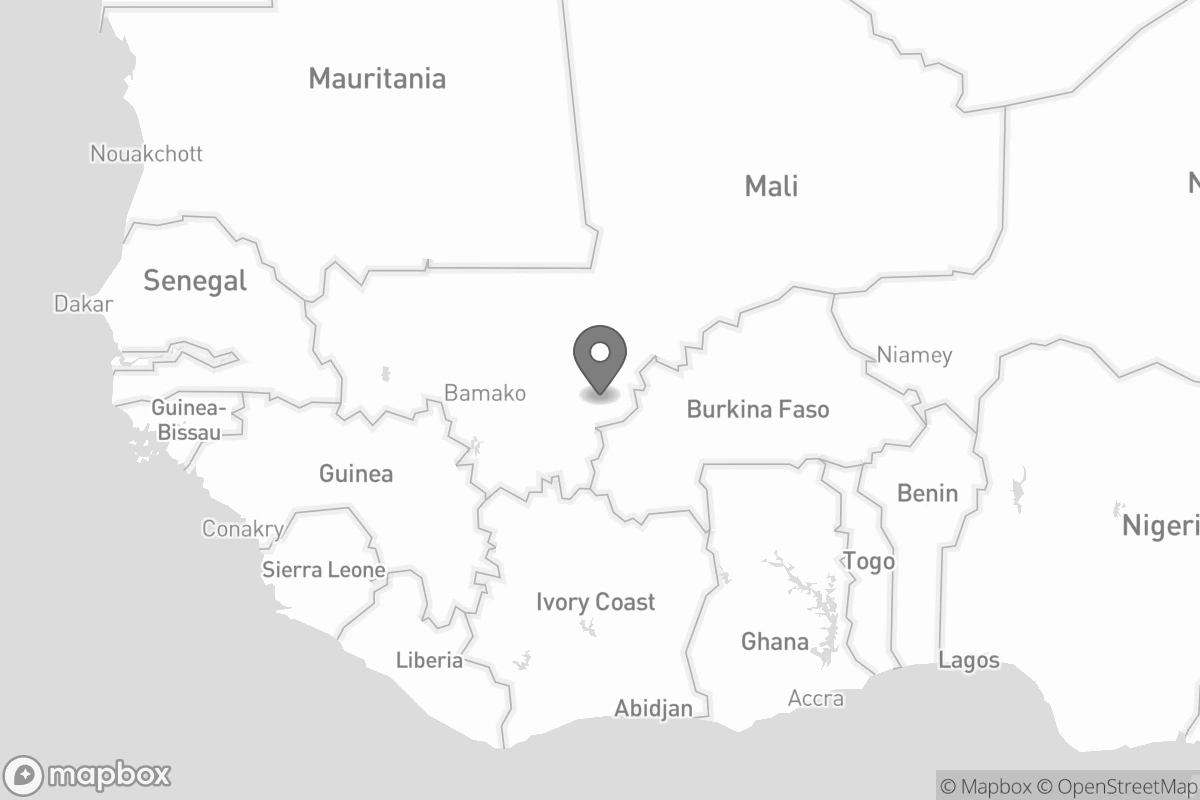 Mauritania
Nouakchott
Mali
N
Senegal
Dakar
Niamey
Bamako
Guinea-
Bissau
Burkina Faso
Guinea
Benin
Conakry
Nigeri
Sierra Leone
Togo
Ivory Coast
Ghana
Liberia
Lagos
Accra
Abidjan
mapbox
© Mapbox © OpenStreetMap